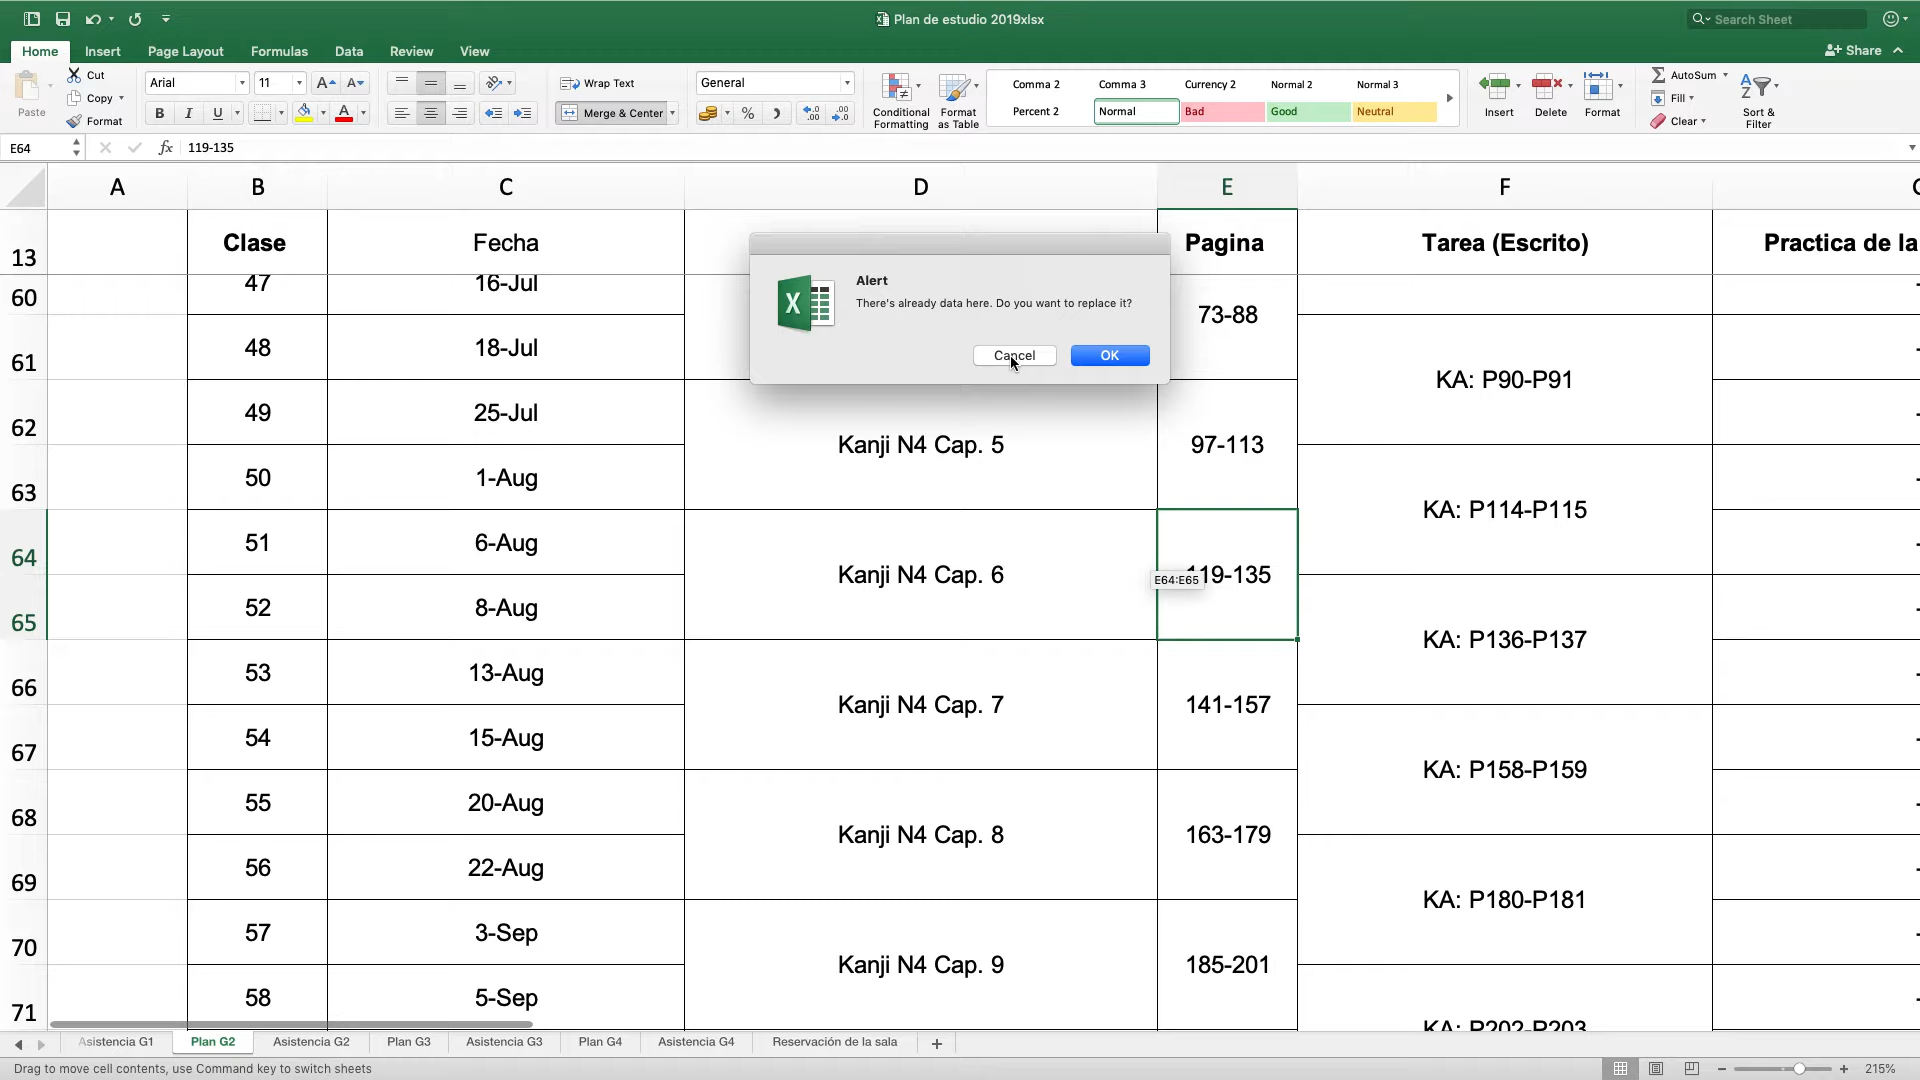 Plan de estudio 2019xlsx
Search Sheet
Home Insert Page Layout Formulas Data Review View
Share
Paste
Cut
Copy
Format
Arial 11
Wrap Text
Merge & Center
General
Conditional Formatting
Format as Table
Comma 2 Comma 3 Currency 2 Normal 2 Normal 3
Percent 2 Normal Bad Good Neutral
Insert Delete Format
AutoSum
Fill
Clear
Sort & Filter
E64 fx 119-135
A B C D E F
13 Clase Fecha Pagina Tarea (Escrito) Practica de la
60 47 16-Jul 73-88
61 48 18-Jul KA: P90-P91
62 49 25-Jul Kanji N4 Cap. 5 97-113
63 50 1-Aug KA: P114-P115
64 51 6-Aug Kanji N4 Cap. 6 119-135
65 52 8-Aug KA: P136-P137
66 53 13-Aug Kanji N4 Cap. 7 141-157
67 54 15-Aug KA: P158-P159
68 55 20-Aug Kanji N4 Cap. 8 163-179
69 56 22-Aug KA: P180-P181
70 57 3-Sep Kanji N4 Cap. 9 185-201
71 58 5-Sep KA: P202-P203
Alert
There's already data here. Do you want to replace it?
Cancel OK
E64:E65
Asistencia G1 Plan G2 Asistencia G2 Plan G3 Asistencia G3 Plan G4 Asistencia G4 Reservación de la sala
Drag to move cell contents, use Command key to switch sheets
215%